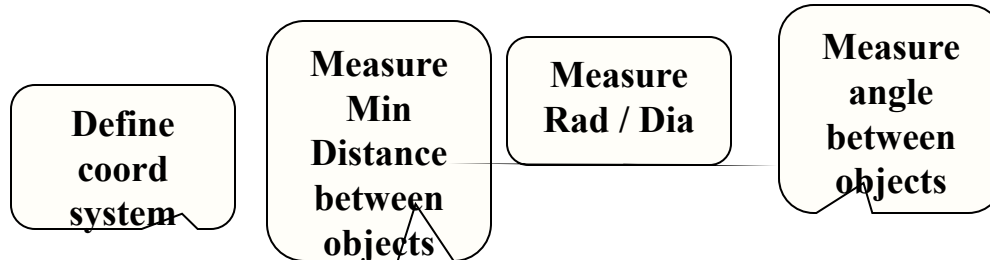 Define
coord
system
Measure
Min
Distance
between
objects
Measure
Rad / Dia
Measure
angle
between
objects